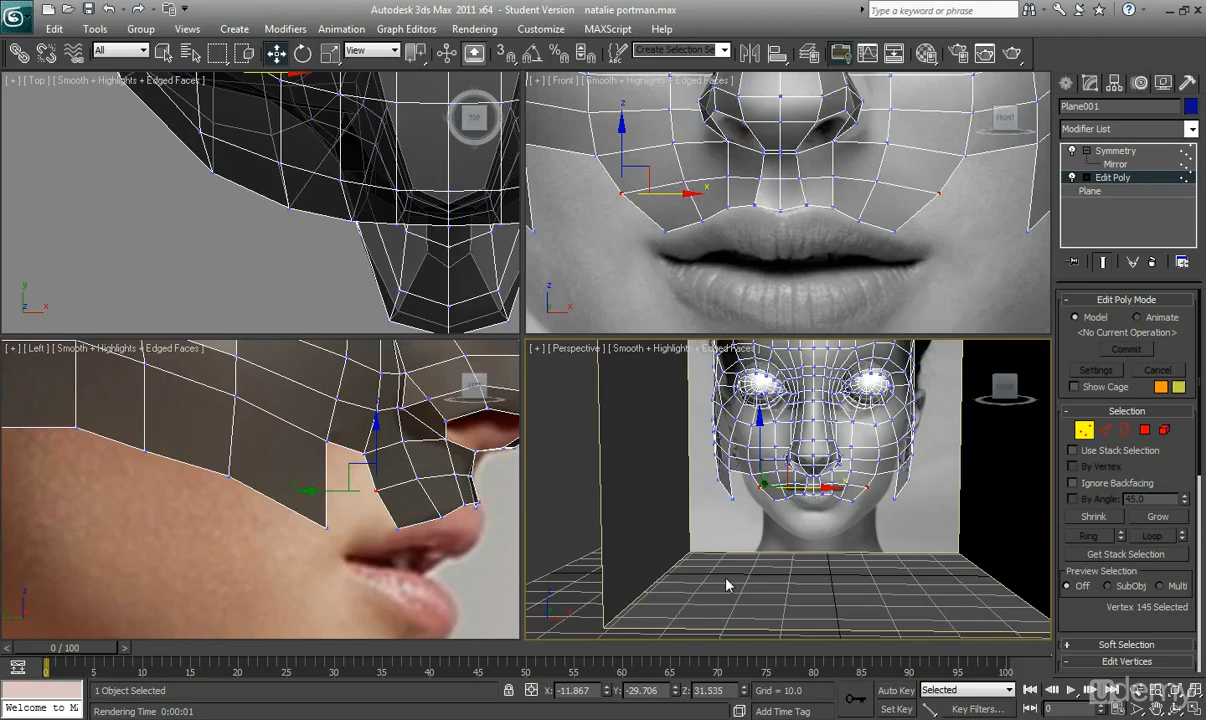 Autodesk 3ds Max 2011 x64 - Student Version natalie portman.max
Type a keyword or phrase
Edit Tools Group Views Create Modifiers Animation Graph Editors Rendering Customize MAXScript Help
All View Create Selection Se
[ + ] [ Top ] [ Smooth + Highlights + Edged Faces ]
TOP
[ + ] [ Front ] [ Smooth + Highlights + Edged Faces ]
FRONT
[ + ] [ Left ] [ Smooth + Highlights + Edged Faces ]
[ + ] [ Perspective ] [ Smooth + Highlights + Edged Faces ]
Plane001
Modifier List
Symmetry
Mirror
Edit Poly
Plane
Edit Poly Mode
Model Animate
<No Current Operation>
Commit
Settings Cancel
Show Cage
Selection
Use Stack Selection
By Vertex
Ignore Backfacing
By Angle: 45.0
Shrink Grow
Ring Loop
Get Stack Selection
Preview Selection
Off SubObj Multi
Vertex 145 Selected
Soft Selection
Edit Vertices
0 / 100
0 5 10 15 20 25 30 35 40 45 50 55 60 65 70 75 80 85 90 95 100
1 Object Selected X: -11.867 Y: -29.706 Z: 31.535 Grid = 10.0 Auto Key Selected
Welcome to MA Rendering Time 0:00:01 Add Time Tag Set Key Key Filters... 0
udemy